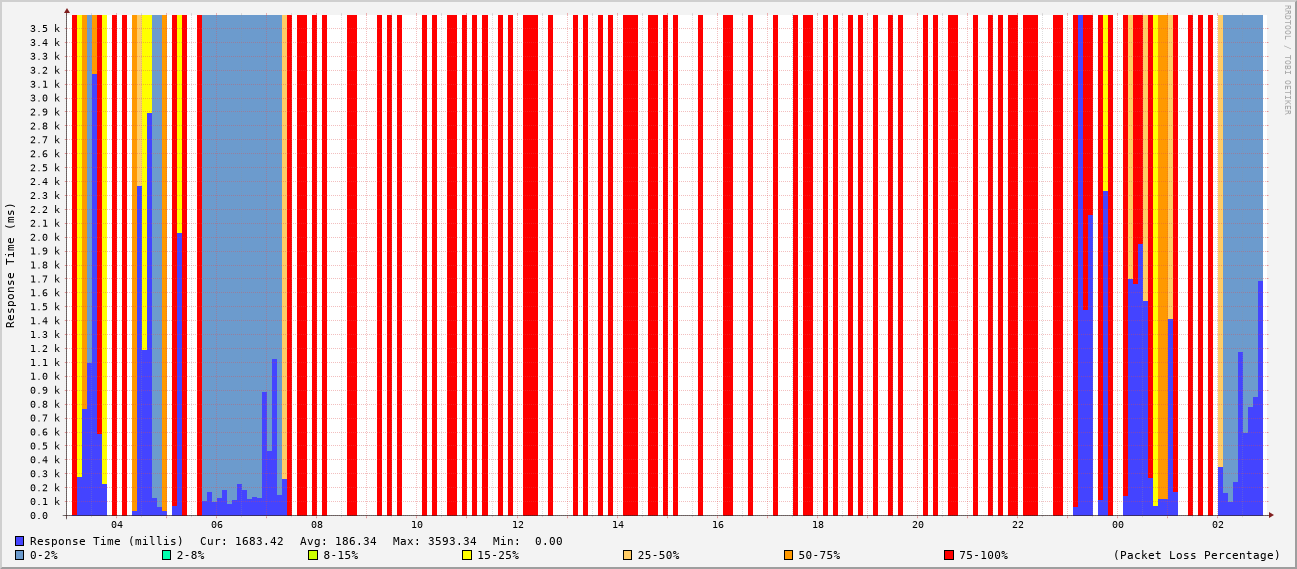 RRDTOOL / TOBI OETIKER
Response Time (ms)
3.5 k
3.4 k
3.3 k
3.2 k
3.1 k
3.0 k
2.9 k
2.8 k
2.7 k
2.6 k
2.5 k
2.4 k
2.3 k
2.2 k
2.1 k
2.0 k
1.9 k
1.8 k
1.7 k
1.6 k
1.5 k
1.4 k
1.3 k
1.2 k
1.1 k
1.0 k
0.9 k
0.8 k
0.7 k
0.6 k
0.5 k
0.4 k
0.3 k
0.2 k
0.1 k
0.0
04 06 08 10 12 14 16 18 20 22 00 02
Response Time (millis) Cur: 1683.42 Avg: 186.34 Max: 3593.34 Min: 0.00
0-2% 2-8% 8-15% 15-25% 25-50% 50-75% 75-100% (Packet Loss Percentage)